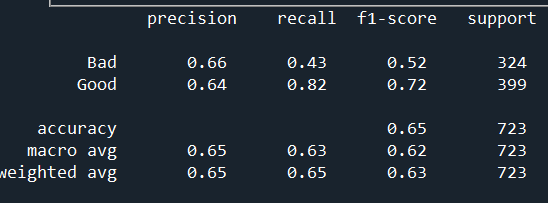 precision recall f1-score support
Bad 0.66 0.43 0.52 324
Good 0.64 0.82 0.72 399
accuracy 0.65 723
macro avg 0.65 0.63 0.62 723
weighted avg 0.65 0.65 0.63 723